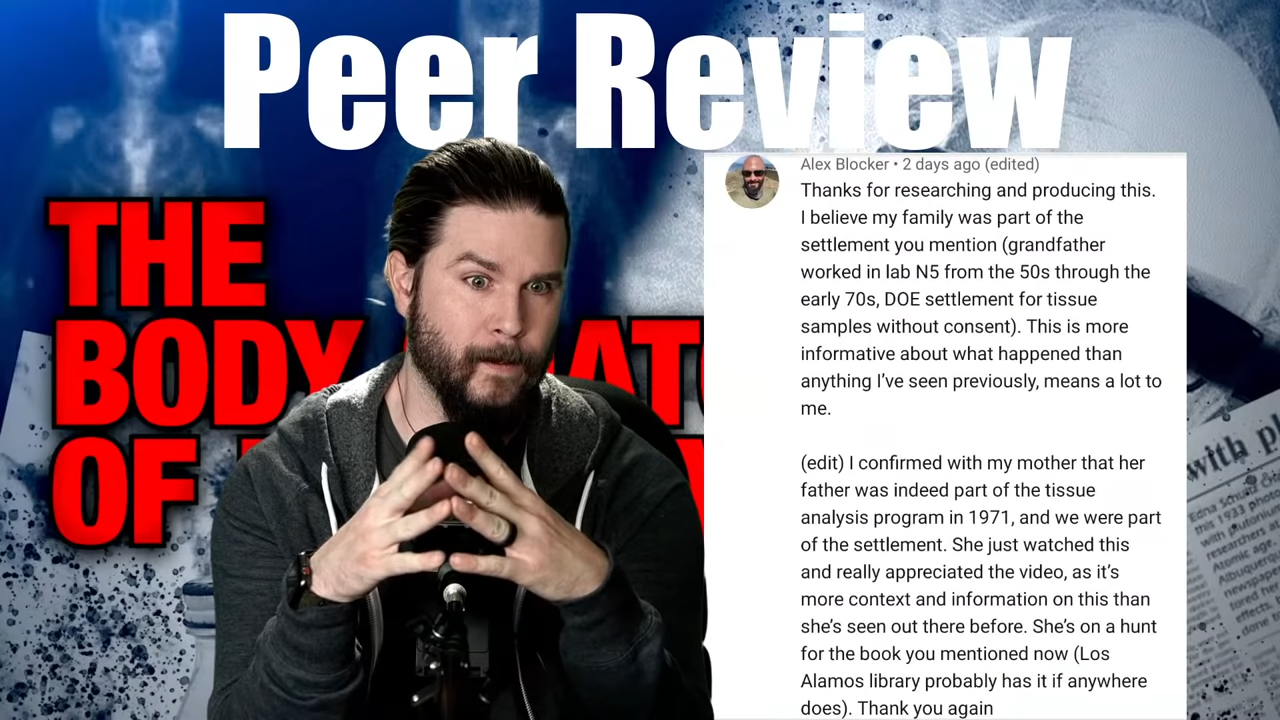 Peer Review
THE
BODY
OF
Alex Blocker • 2 days ago (edited)
Thanks for researching and producing this.
I believe my family was part of the
settlement you mention (grandfather
worked in lab N5 from the 50s through the
early 70s, DOE settlement for tissue
samples without consent). This is more
informative about what happened than
anything I've seen previously, means a lot to
me.
(edit) I confirmed with my mother that her
father was indeed part of the tissue
analysis program in 1971, and we were part
of the settlement. She just watched this
and really appreciated the video, as it's
more context and information on this than
she's seen out there before. She's on a hunt
for the book you mentioned now (Los
Alamos library probably has it if anywhere
does). Thank you again
with
this 1933
Atomic age,